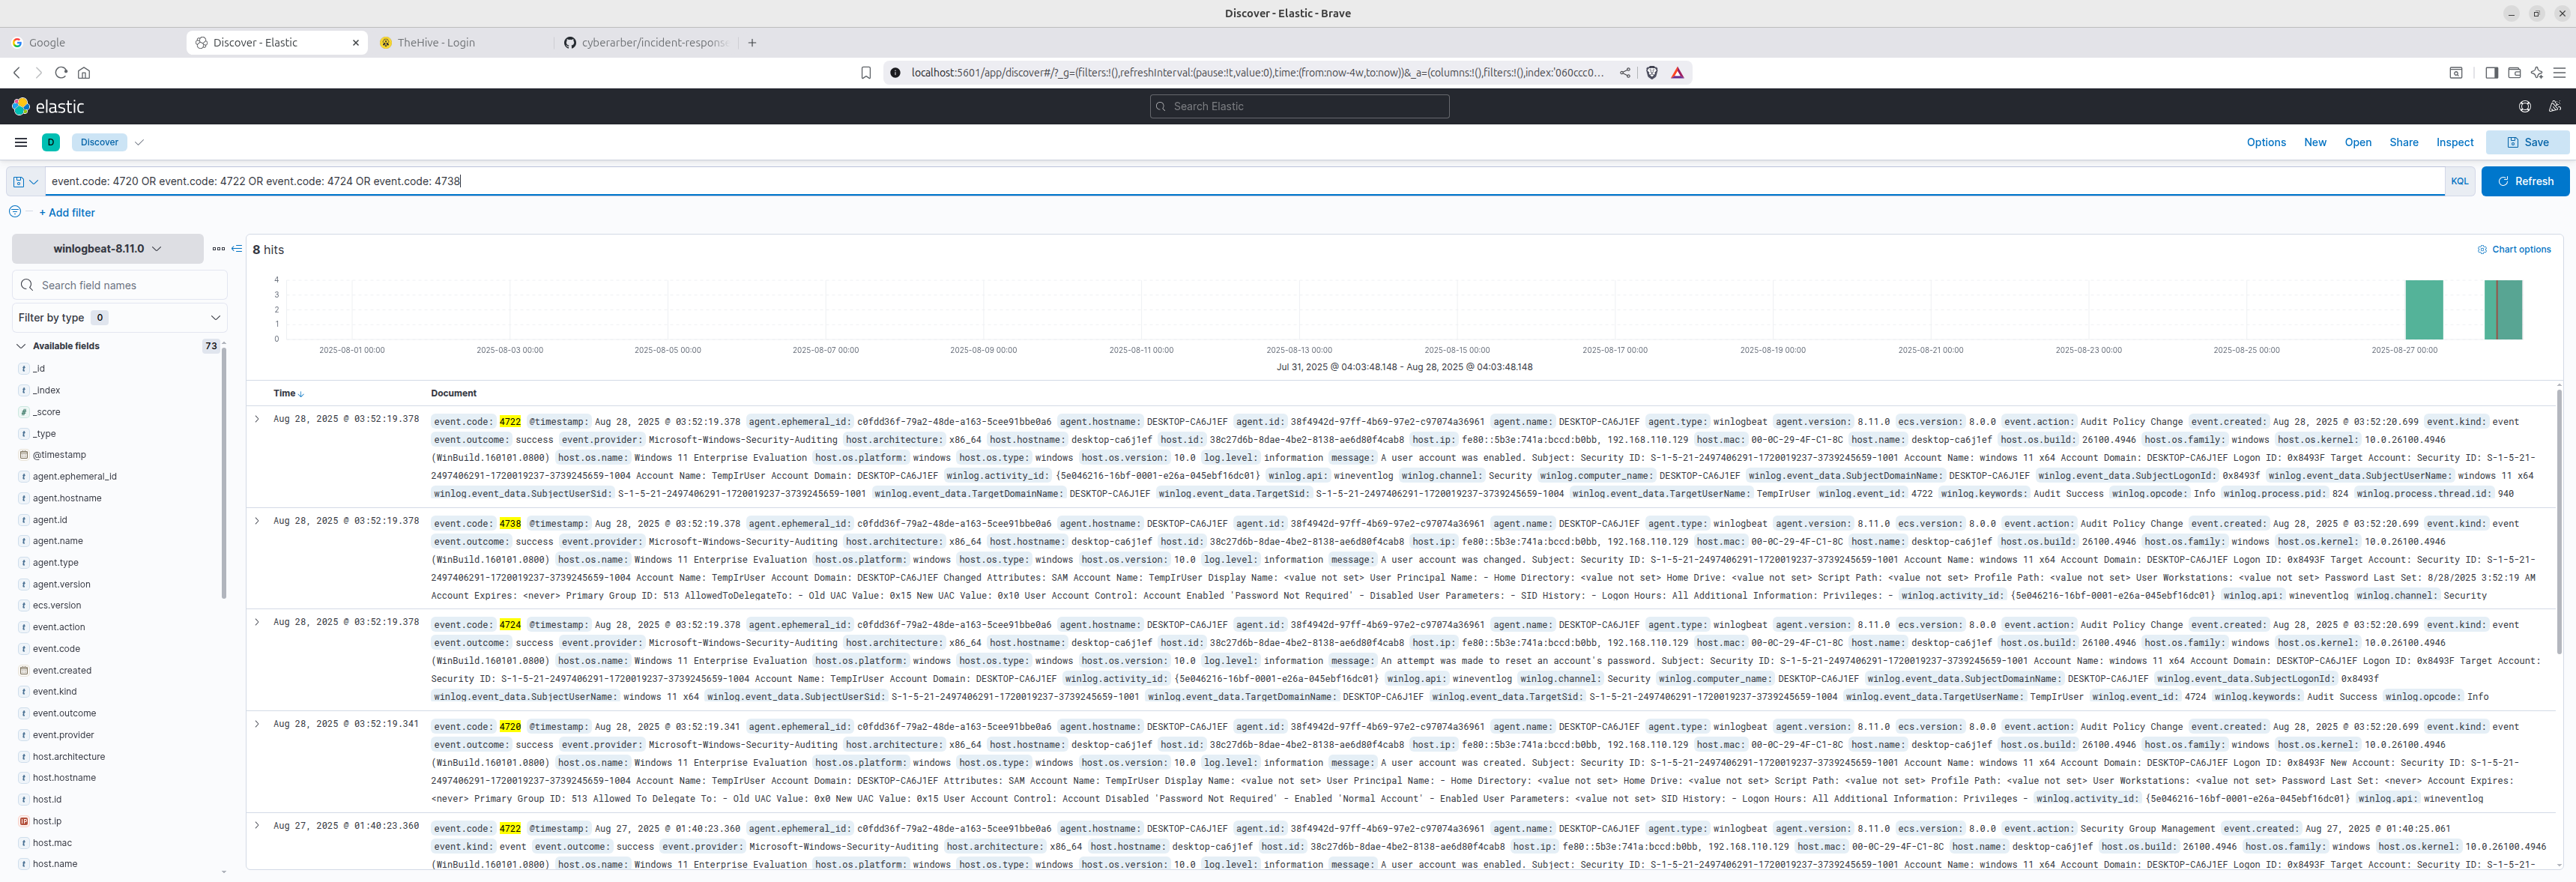 Discover - Elastic - Brave
Google
Discover - Elastic
TheHive - Login
cyberarber/incident-respons
localhost:5601/app/discover#/?_g=(filters:!(),refreshInterval:(pause:!t,value:0),time:(from:now-4w,to:now))&_a=(columns:!(),filters:!(),index:'060ccc0...
elastic
Search Elastic
D
Discover
Options
New
Open
Share
Inspect
Save
event.code: 4720 OR event.code: 4722 OR event.code: 4724 OR event.code: 4738
KQL
Refresh
+ Add filter
winlogbeat-8.11.0
Search field names
Filter by type 0
Available fields 73
_id
_index
_score
_type
@timestamp
agent.ephemeral_id
agent.hostname
agent.id
agent.name
agent.type
agent.version
ecs.version
event.action
event.code
event.created
event.kind
event.outcome
event.provider
host.architecture
host.hostname
host.id
host.ip
host.mac
host.name
8 hits
Chart options
4
3
2
1
0
2025-08-01 00:00 2025-08-03 00:00 2025-08-05 00:00 2025-08-07 00:00 2025-08-09 00:00 2025-08-11 00:00 2025-08-13 00:00 2025-08-15 00:00 2025-08-17 00:00 2025-08-19 00:00 2025-08-21 00:00 2025-08-23 00:00 2025-08-25 00:00 2025-08-27 00:00
Jul 31, 2025 @ 04:03:48.148 - Aug 28, 2025 @ 04:03:48.148
Time Document
Aug 28, 2025 @ 03:52:19.378
event.code: 4722 @timestamp: Aug 28, 2025 @ 03:52:19.378 agent.ephemeral_id: c0fdd36f-79a2-48de-a163-5cee91bbe0a6 agent.hostname: DESKTOP-CA6J1EF agent.id: 38f4942d-97ff-4b69-97e2-c97074a36961 agent.name: DESKTOP-CA6J1EF agent.type: winlogbeat agent.version: 8.11.0 ecs.version: 8.0.0 event.action: Audit Policy Change event.created: Aug 28, 2025 @ 03:52:20.699 event.kind: event
event.outcome: success event.provider: Microsoft-Windows-Security-Auditing host.architecture: x86_64 host.hostname: desktop-ca6j1ef host.id: 38c27d6b-8dae-4be2-8138-ae6d80f4cab8 host.ip: fe80::5b3e:741a:bccd:b0bb, 192.168.110.129 host.mac: 00-0C-29-4F-C1-8C host.name: desktop-ca6j1ef host.os.build: 26100.4946 host.os.family: windows host.os.kernel: 10.0.26100.4946
(WinBuild.160101.0800) host.os.name: Windows 11 Enterprise Evaluation host.os.platform: windows host.os.type: windows host.os.version: 10.0 log.level: information message: A user account was enabled. Subject: Security ID: S-1-5-21-2497406291-1720019237-3739245659-1001 Account Name: windows 11 x64 Account Domain: DESKTOP-CA6J1EF Logon ID: 0x8493F Target Account: Security ID: S-1-5-21-
2497406291-1720019237-3739245659-1004 Account Name: TempIrUser Account Domain: DESKTOP-CA6J1EF winlog.activity_id: {5e046216-16bf-0001-e26a-045ebf16dc01} winlog.api: wineventlog winlog.channel: Security winlog.computer_name: DESKTOP-CA6J1EF winlog.event_data.SubjectDomainName: DESKTOP-CA6J1EF winlog.event_data.SubjectLogonId: 0x8493f winlog.event_data.SubjectUserName: windows 11 x64
winlog.event_data.SubjectUserSid: S-1-5-21-2497406291-1720019237-3739245659-1001 winlog.event_data.TargetDomainName: DESKTOP-CA6J1EF winlog.event_data.TargetSid: S-1-5-21-2497406291-1720019237-3739245659-1004 winlog.event_data.TargetUserName: TempIrUser winlog.event_id: 4722 winlog.keywords: Audit Success winlog.opcode: Info winlog.process.pid: 824 winlog.process.thread.id: 940
Aug 28, 2025 @ 03:52:19.378
event.code: 4738 @timestamp: Aug 28, 2025 @ 03:52:19.378 agent.ephemeral_id: c0fdd36f-79a2-48de-a163-5cee91bbe0a6 agent.hostname: DESKTOP-CA6J1EF agent.id: 38f4942d-97ff-4b69-97e2-c97074a36961 agent.name: DESKTOP-CA6J1EF agent.type: winlogbeat agent.version: 8.11.0 ecs.version: 8.0.0 event.action: Audit Policy Change event.created: Aug 28, 2025 @ 03:52:20.699 event.kind: event
event.outcome: success event.provider: Microsoft-Windows-Security-Auditing host.architecture: x86_64 host.hostname: desktop-ca6j1ef host.id: 38c27d6b-8dae-4be2-8138-ae6d80f4cab8 host.ip: fe80::5b3e:741a:bccd:b0bb, 192.168.110.129 host.mac: 00-0C-29-4F-C1-8C host.name: desktop-ca6j1ef host.os.build: 26100.4946 host.os.family: windows host.os.kernel: 10.0.26100.4946
(WinBuild.160101.0800) host.os.name: Windows 11 Enterprise Evaluation host.os.platform: windows host.os.type: windows host.os.version: 10.0 log.level: information message: A user account was changed. Subject: Security ID: S-1-5-21-2497406291-1720019237-3739245659-1001 Account Name: windows 11 x64 Account Domain: DESKTOP-CA6J1EF Logon ID: 0x8493F Target Account: Security ID: S-1-5-21-
2497406291-1720019237-3739245659-1004 Account Name: TempIrUser Account Domain: DESKTOP-CA6J1EF Changed Attributes: SAM Account Name: TempIrUser Display Name: <value not set> User Principal Name: - Home Directory: <value not set> Home Drive: <value not set> Script Path: <value not set> Profile Path: <value not set> User Workstations: <value not set> Password Last Set: 8/28/2025 3:52:19 AM
Account Expires: <never> Primary Group ID: 513 AllowedToDelegateTo: - Old UAC Value: 0x15 New UAC Value: 0x10 User Account Control: Account Enabled 'Password Not Required' - Disabled User Parameters: - SID History: - Logon Hours: All Additional Information: Privileges: - winlog.activity_id: {5e046216-16bf-0001-e26a-045ebf16dc01} winlog.api: wineventlog winlog.channel: Security
Aug 28, 2025 @ 03:52:19.378
event.code: 4724 @timestamp: Aug 28, 2025 @ 03:52:19.378 agent.ephemeral_id: c0fdd36f-79a2-48de-a163-5cee91bbe0a6 agent.hostname: DESKTOP-CA6J1EF agent.id: 38f4942d-97ff-4b69-97e2-c97074a36961 agent.name: DESKTOP-CA6J1EF agent.type: winlogbeat agent.version: 8.11.0 ecs.version: 8.0.0 event.action: Audit Policy Change event.created: Aug 28, 2025 @ 03:52:20.699 event.kind: event
event.outcome: success event.provider: Microsoft-Windows-Security-Auditing host.architecture: x86_64 host.hostname: desktop-ca6j1ef host.id: 38c27d6b-8dae-4be2-8138-ae6d80f4cab8 host.ip: fe80::5b3e:741a:bccd:b0bb, 192.168.110.129 host.mac: 00-0C-29-4F-C1-8C host.name: desktop-ca6j1ef host.os.build: 26100.4946 host.os.family: windows host.os.kernel: 10.0.26100.4946
(WinBuild.160101.0800) host.os.name: Windows 11 Enterprise Evaluation host.os.platform: windows host.os.type: windows host.os.version: 10.0 log.level: information message: An attempt was made to reset an account's password. Subject: Security ID: S-1-5-21-2497406291-1720019237-3739245659-1001 Account Name: windows 11 x64 Account Domain: DESKTOP-CA6J1EF Logon ID: 0x8493F Target Account:
Security ID: S-1-5-21-2497406291-1720019237-3739245659-1004 Account Name: TempIrUser Account Domain: DESKTOP-CA6J1EF winlog.activity_id: {5e046216-16bf-0001-e26a-045ebf16dc01} winlog.api: wineventlog winlog.channel: Security winlog.computer_name: DESKTOP-CA6J1EF winlog.event_data.SubjectDomainName: DESKTOP-CA6J1EF winlog.event_data.SubjectLogonId: 0x8493f
winlog.event_data.SubjectUserName: windows 11 x64 winlog.event_data.SubjectUserSid: S-1-5-21-2497406291-1720019237-3739245659-1001 winlog.event_data.TargetDomainName: DESKTOP-CA6J1EF winlog.event_data.TargetSid: S-1-5-21-2497406291-1720019237-3739245659-1004 winlog.event_data.TargetUserName: TempIrUser winlog.event_id: 4724 winlog.keywords: Audit Success winlog.opcode: Info
Aug 28, 2025 @ 03:52:19.341
event.code: 4720 @timestamp: Aug 28, 2025 @ 03:52:19.341 agent.ephemeral_id: c0fdd36f-79a2-48de-a163-5cee91bbe0a6 agent.hostname: DESKTOP-CA6J1EF agent.id: 38f4942d-97ff-4b69-97e2-c97074a36961 agent.name: DESKTOP-CA6J1EF agent.type: winlogbeat agent.version: 8.11.0 ecs.version: 8.0.0 event.action: Audit Policy Change event.created: Aug 28, 2025 @ 03:52:20.699 event.kind: event
event.outcome: success event.provider: Microsoft-Windows-Security-Auditing host.architecture: x86_64 host.hostname: desktop-ca6j1ef host.id: 38c27d6b-8dae-4be2-8138-ae6d80f4cab8 host.ip: fe80::5b3e:741a:bccd:b0bb, 192.168.110.129 host.mac: 00-0C-29-4F-C1-8C host.name: desktop-ca6j1ef host.os.build: 26100.4946 host.os.family: windows host.os.kernel: 10.0.26100.4946
(WinBuild.160101.0800) host.os.name: Windows 11 Enterprise Evaluation host.os.platform: windows host.os.type: windows host.os.version: 10.0 log.level: information message: A user account was created. Subject: Security ID: S-1-5-21-2497406291-1720019237-3739245659-1001 Account Name: windows 11 x64 Account Domain: DESKTOP-CA6J1EF Logon ID: 0x8493F New Account: Security ID: S-1-5-21-
2497406291-1720019237-3739245659-1004 Account Name: TempIrUser Account Domain: DESKTOP-CA6J1EF Attributes: SAM Account Name: TempIrUser Display Name: <value not set> User Principal Name: - Home Directory: <value not set> Home Drive: <value not set> Script Path: <value not set> Profile Path: <value not set> User Workstations: <value not set> Password Last Set: <never> Account Expires:
<never> Primary Group ID: 513 Allowed To Delegate To: - Old UAC Value: 0x0 New UAC Value: 0x15 User Account Control: Account Disabled 'Password Not Required' - Enabled 'Normal Account' - Enabled User Parameters: <value not set> SID History: - Logon Hours: All Additional Information: Privileges - winlog.activity_id: {5e046216-16bf-0001-e26a-045ebf16dc01} winlog.api: wineventlog
Aug 27, 2025 @ 01:40:23.360
event.code: 4722 @timestamp: Aug 27, 2025 @ 01:40:23.360 agent.ephemeral_id: c0fdd36f-79a2-48de-a163-5cee91bbe0a6 agent.hostname: DESKTOP-CA6J1EF agent.id: 38f4942d-97ff-4b69-97e2-c97074a36961 agent.name: DESKTOP-CA6J1EF agent.type: winlogbeat agent.version: 8.11.0 ecs.version: 8.0.0 event.action: Security Group Management event.created: Aug 27, 2025 @ 01:40:25.061
event.kind: event event.outcome: success event.provider: Microsoft-Windows-Security-Auditing host.architecture: x86_64 host.hostname: desktop-ca6j1ef host.id: 38c27d6b-8dae-4be2-8138-ae6d80f4cab8 host.ip: fe80::5b3e:741a:bccd:b0bb, 192.168.110.129 host.mac: 00-0C-29-4F-C1-8C host.name: desktop-ca6j1ef host.os.build: 26100.4946 host.os.family: windows host.os.kernel: 10.0.26100.4946
(WinBuild.160101.0800) host.os.name: Windows 11 Enterprise Evaluation host.os.platform: windows host.os.type: windows host.os.version: 10.0 log.level: information message: A user account was enabled. Subject: Security ID: S-1-5-21-2497406291-1720019237-3739245659-1001 Account Name: windows 11 x64 Account Domain: DESKTOP-CA6J1EF Logon ID: 0x8493F Target Account: Security ID: S-1-5-21-